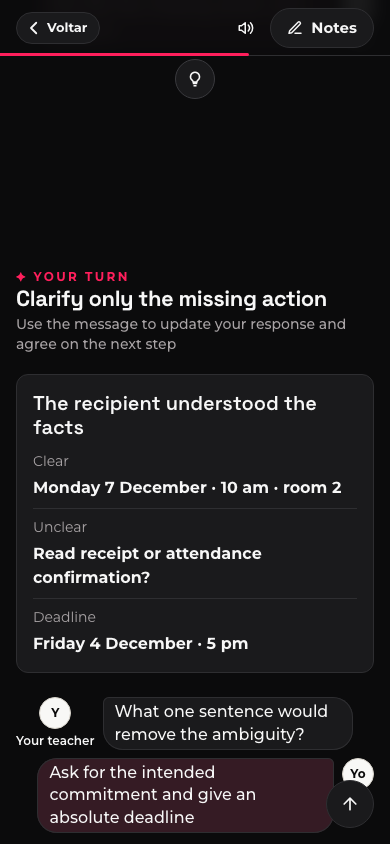 Voltar
Notes
YOUR TURN
Clarify only the missing action
Use the message to update your response and
agree on the next step
The recipient understood the
facts
Clear
Monday 7 December · 10 am · room 2
Unclear
Read receipt or attendance
confirmation?
Deadline
Friday 4 December · 5 pm
Y
Your teacher
What one sentence would
remove the ambiguity?
Ask for the intended
commitment and give an
absolute deadline
Yo